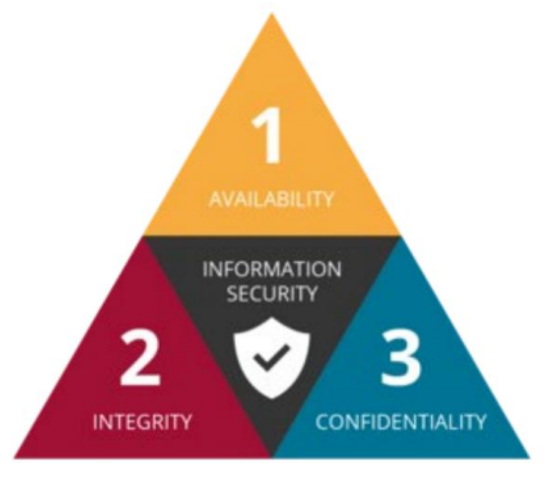 1
AVAILABILITY
INFORMATION
SECURITY
2
INTEGRITY
3
CONFIDENTIALITY